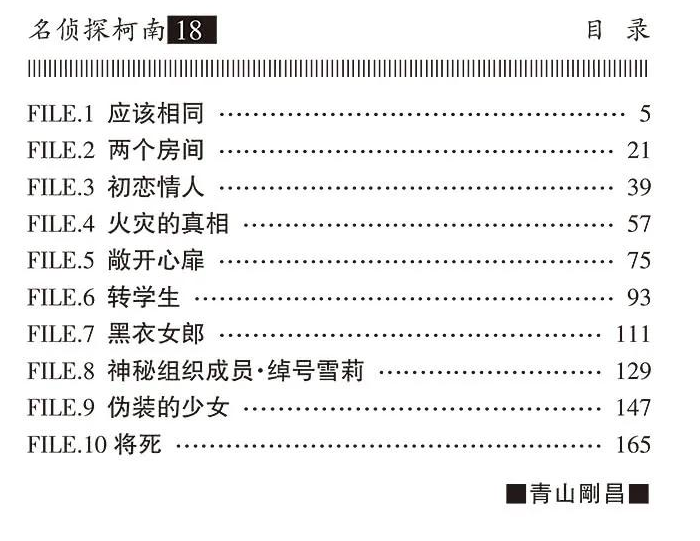 名侦探柯南 18 目 录
FILE.1 应该相同 ………………………………………… 5
FILE.2 两个房间 ………………………………………… 21
FILE.3 初恋情人 ………………………………………… 39
FILE.4 火灾的真相 ……………………………………… 57
FILE.5 敞开心扉 ………………………………………… 75
FILE.6 转学生 …………………………………………… 93
FILE.7 黑衣女郎 ………………………………………… 111
FILE.8 神秘组织成员·绰号雪莉 ……………………… 129
FILE.9 伪装的少女 ……………………………………… 147
FILE.10 将死 …………………………………………… 165
■青山剛昌■